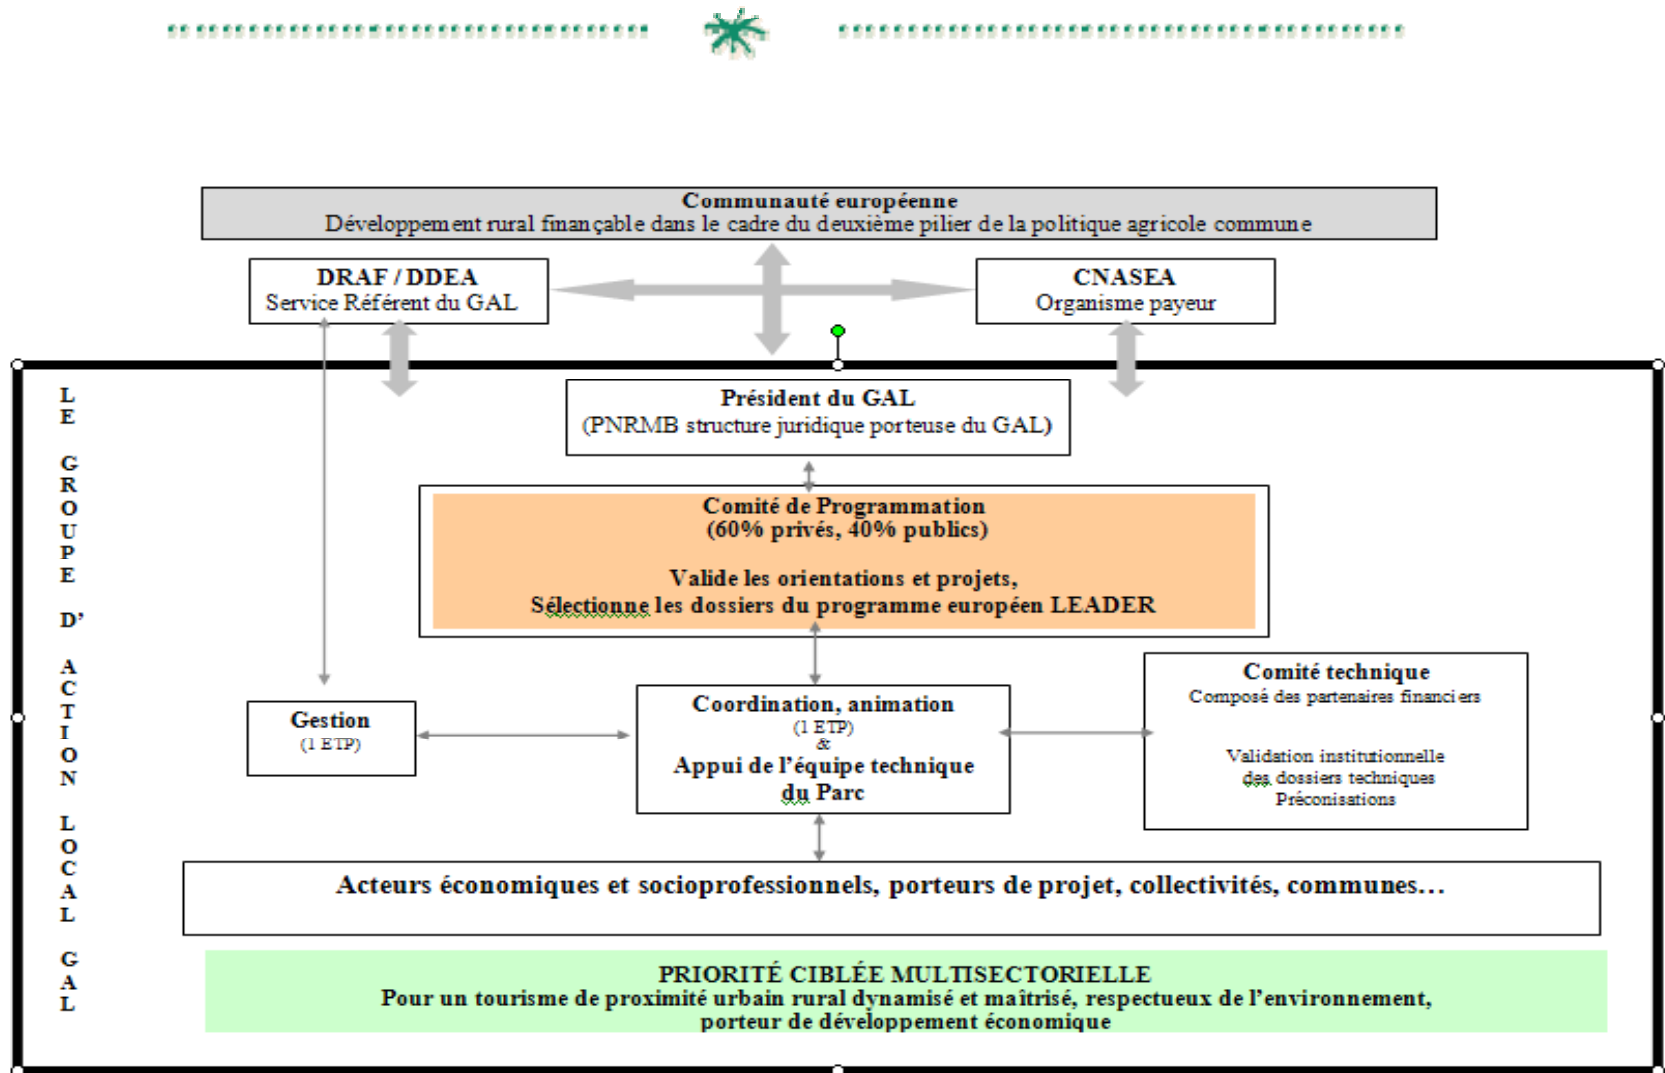 Communauté européenne
Développement rural finançable dans le cadre du deuxième pilier de la politique agricole commune
DRAF / DDEA
Service Référent du GAL
CNASEA
Organisme payeur
LE GROUPE D’ ACTION LOCAL GAL
Président du GAL
(PNRMB structure juridique porteuse du GAL)
Comité de Programmation
(60% privés, 40% publics)
Valide les orientations et projets,
Sélectionne les dossiers du programme européen LEADER
Gestion
(1 ETP)
Coordination, animation
(1 ETP)
&
Appui de l’équipe technique
du Parc
Comité technique
Composé des partenaires financiers
Validation institutionnelle
des dossiers techniques
Préconisations
Acteurs économiques et socioprofessionnels, porteurs de projet, collectivités, communes…
PRIORITÉ CIBLÉE MULTISECTORIELLE
Pour un tourisme de proximité urbain rural dynamisé et maîtrisé, respectueux de l’environnement,
porteur de développement économique